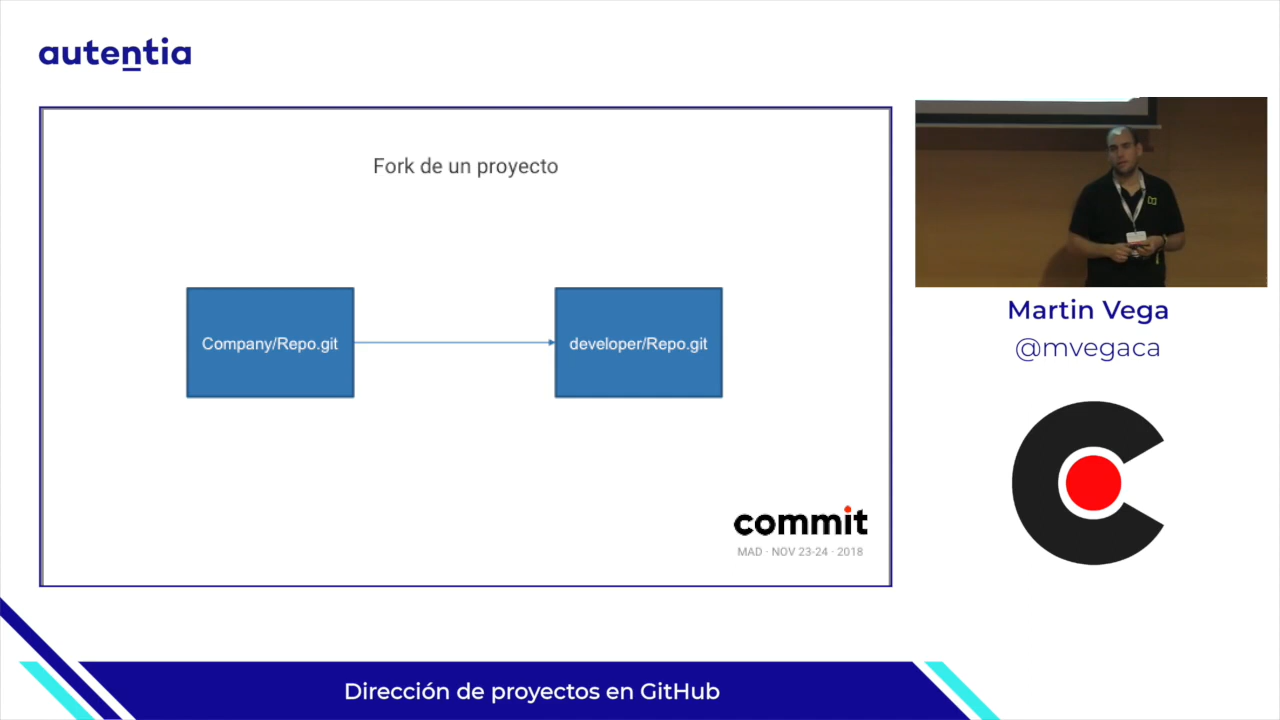 autentia
Fork de un proyecto
Company/Repo.git
developer/Repo.git
commit
MAD · NOV 23-24 · 2018
Martin Vega
@mvegaca
Dirección de proyectos en GitHub